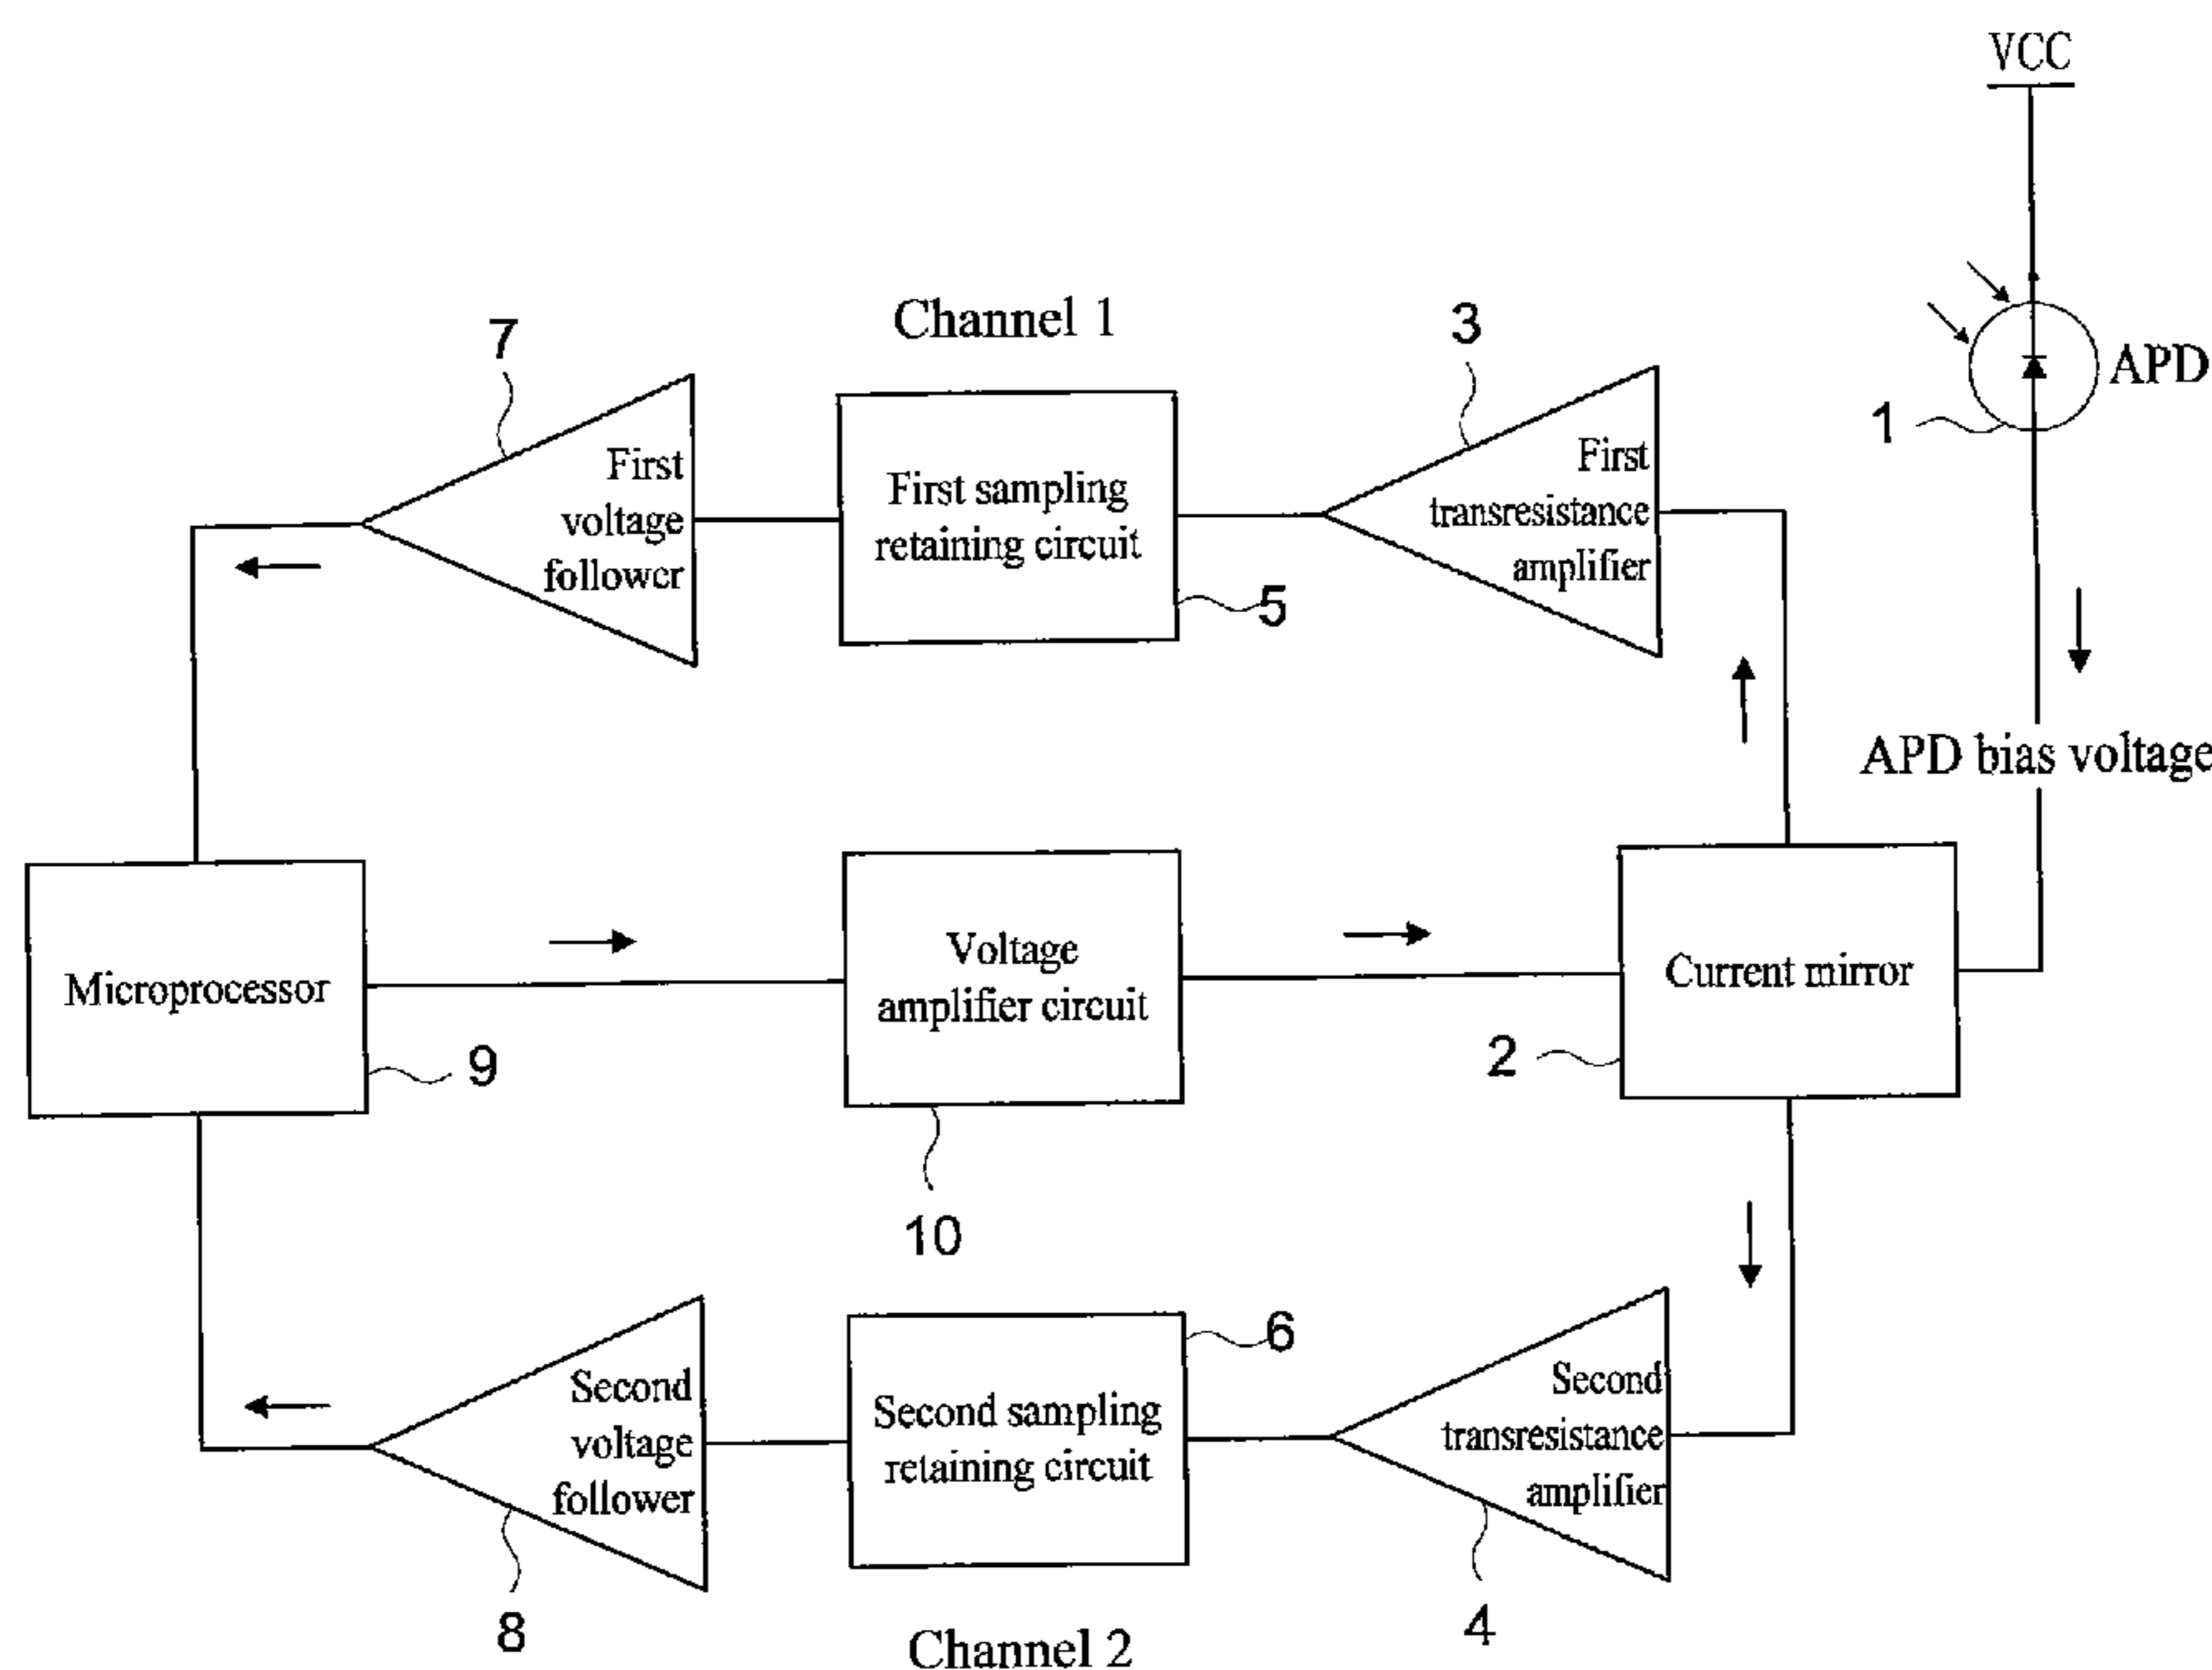 VCC
Channel 1
7
3
APD
1
First
voltage
follower
First sampling
retaining circuit
First
transresistance
amplifier
5
APD bias voltage
Microprocessor
Voltage
amplifier circuit
Current mirror
9
2
10
6
Second
voltage
follower
Second sampling
retaining circuit
Second
transresistance
amplifier
8
4
Channel 2